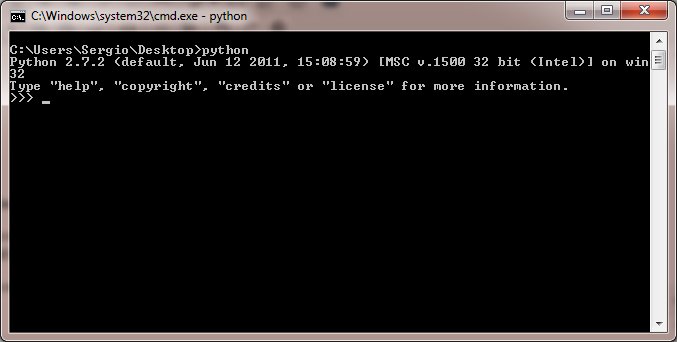 C:\Windows\system32\cmd.exe - python
C:\Users\Sergio\Desktop>python
Python 2.7.2 (default, Jun 12 2011, 15:08:59) [MSC v.1500 32 bit (Intel)] on win
32
Type "help", "copyright", "credits" or "license" for more information.
>>> _